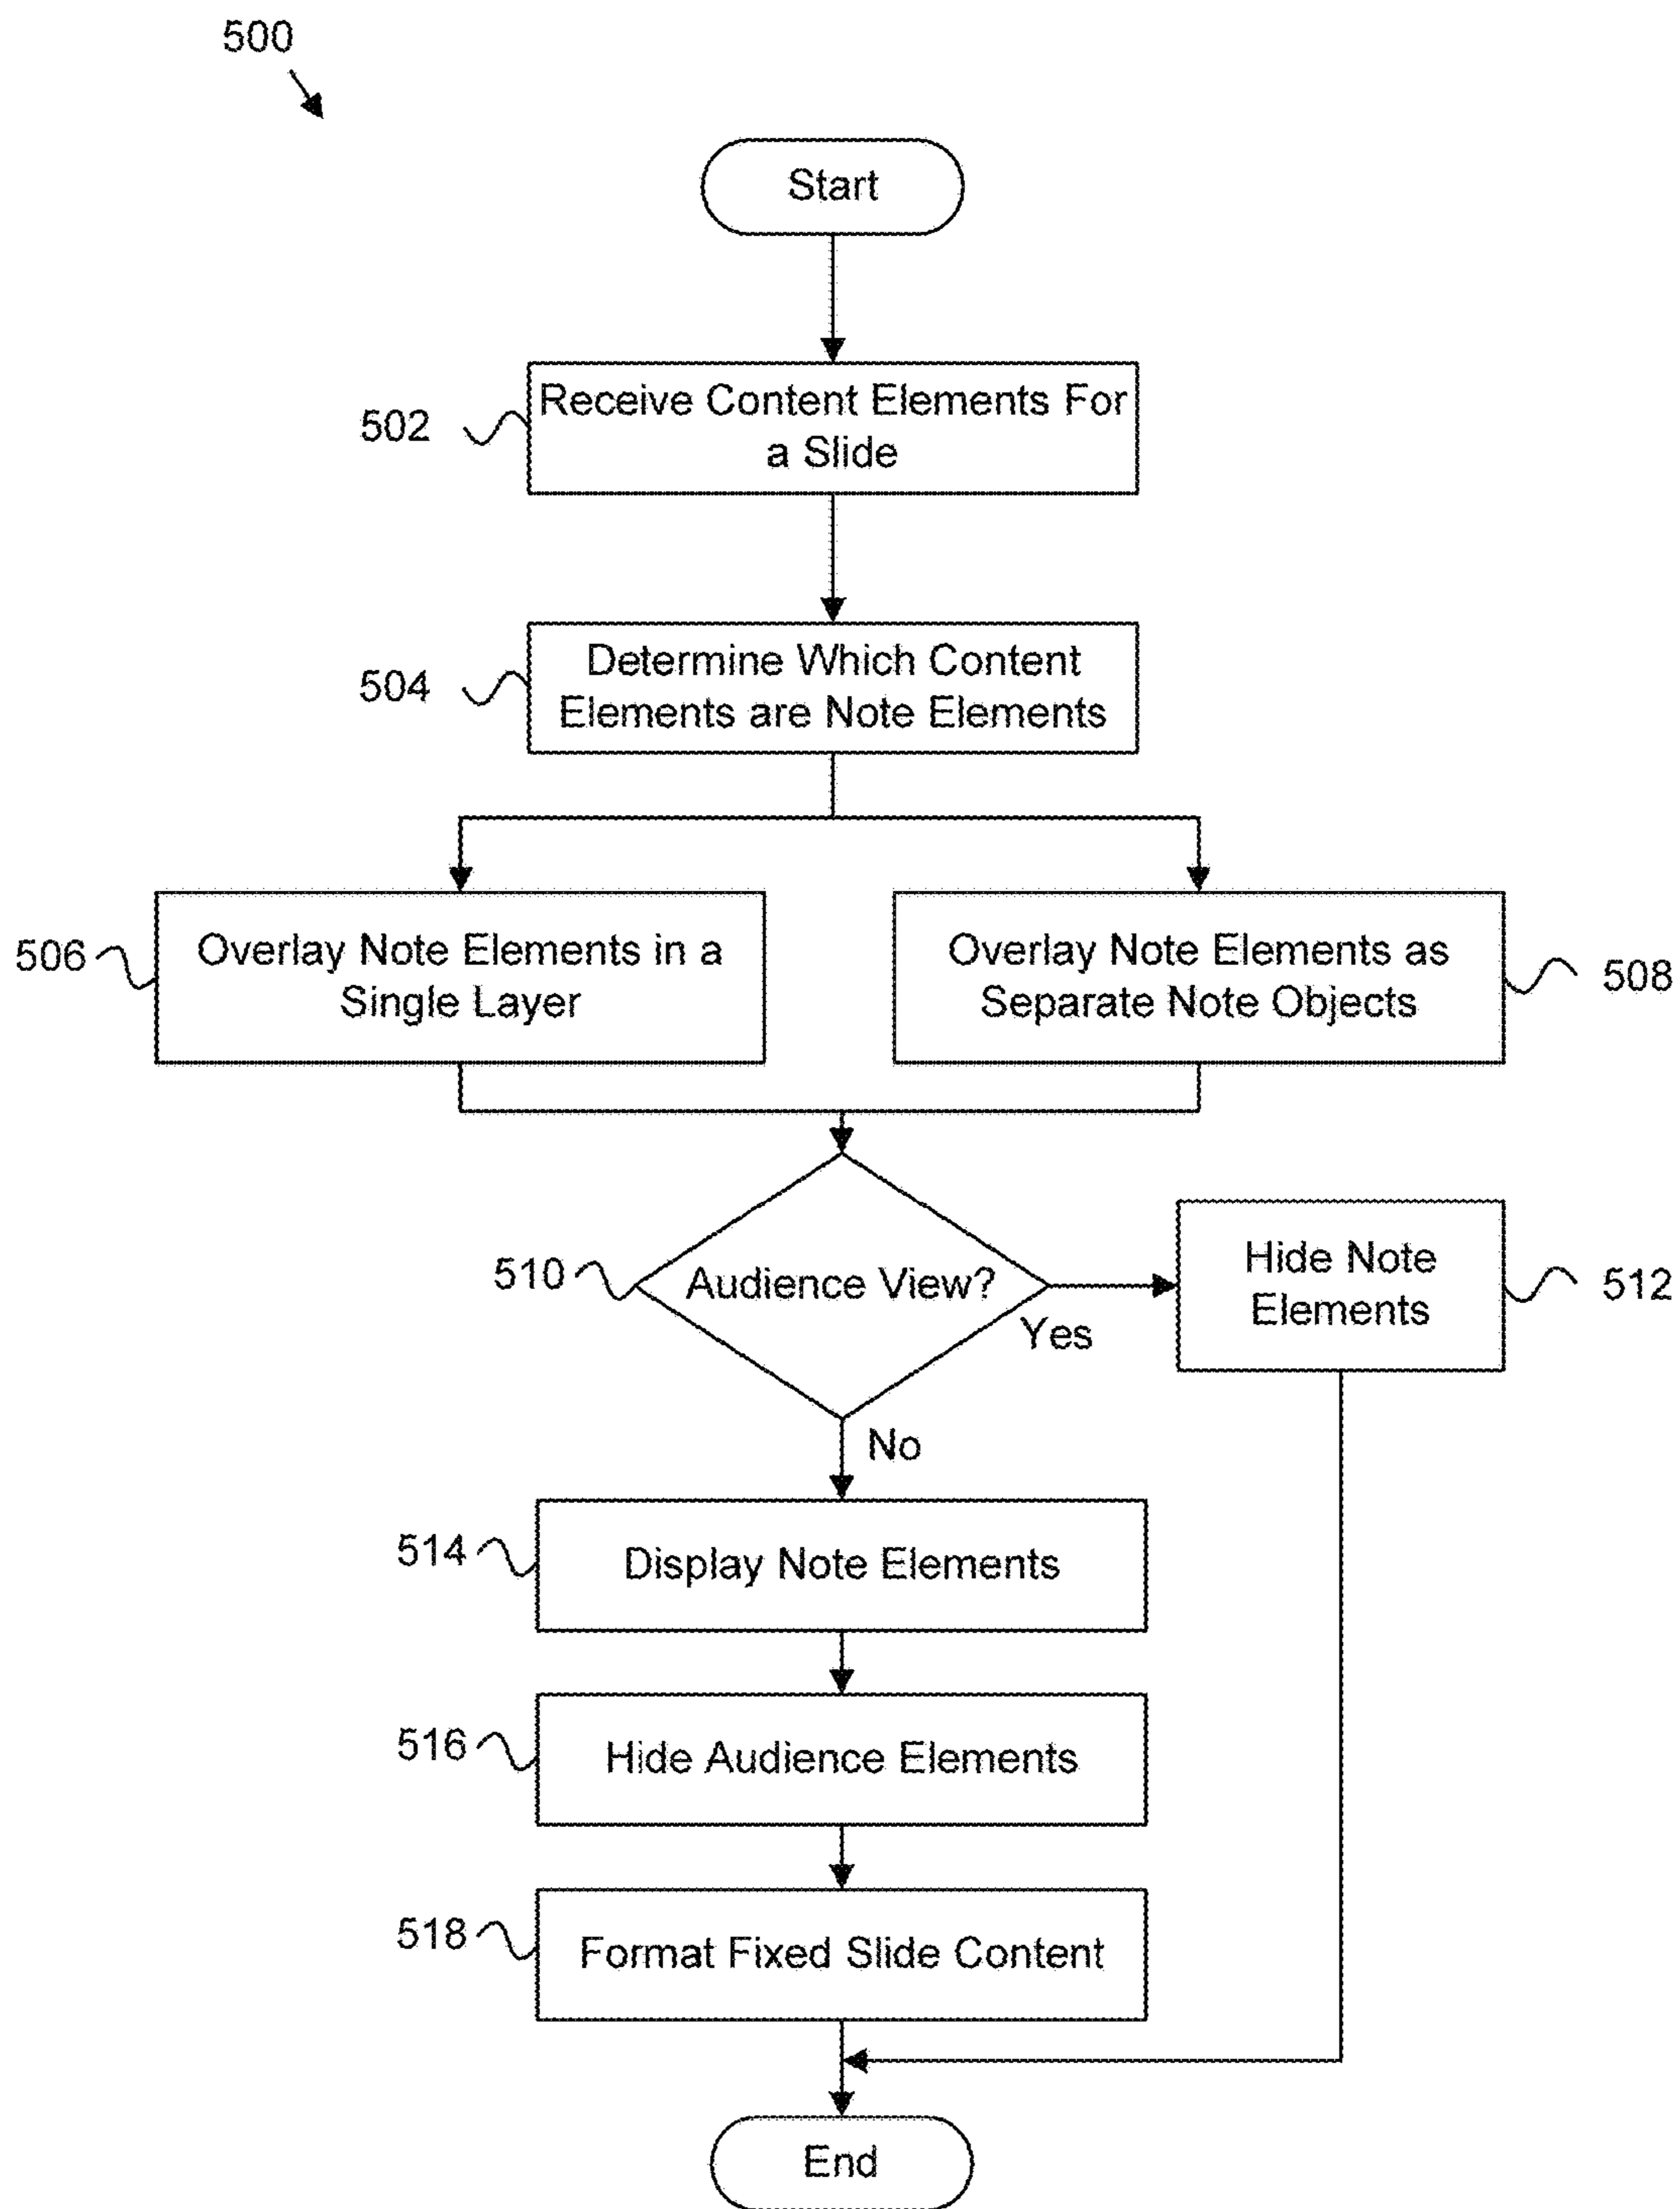 500
Start
502
Receive Content Elements For
a Slide
504
Determine Which Content
Elements are Note Elements
506
Overlay Note Elements in a
Single Layer
Overlay Note Elements as
Separate Note Objects
508
510
Audience View?
Yes
Hide Note
Elements
512
No
514
Display Note Elements
516
Hide Audience Elements
518
Format Fixed Slide Content
End